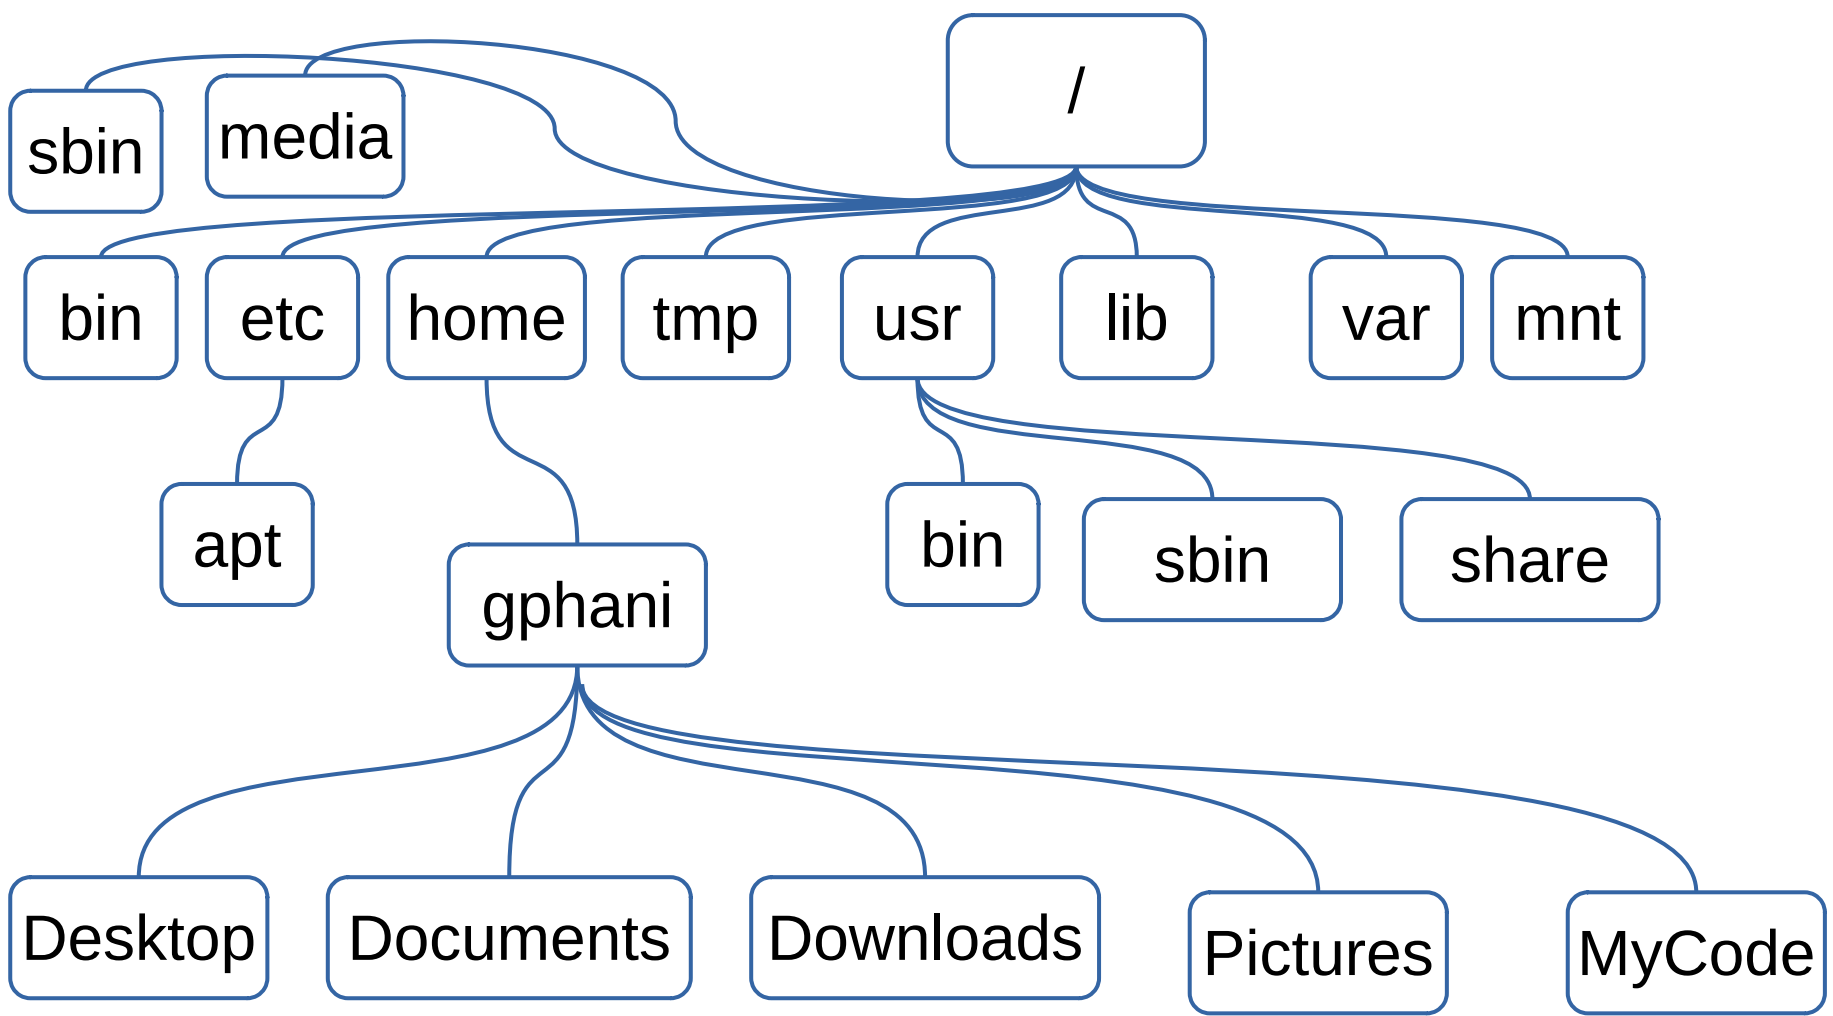 /
sbin
media
bin
etc
home
tmp
usr
lib
var
mnt
apt
gphani
bin
sbin
share
Desktop
Documents
Downloads
Pictures
MyCode